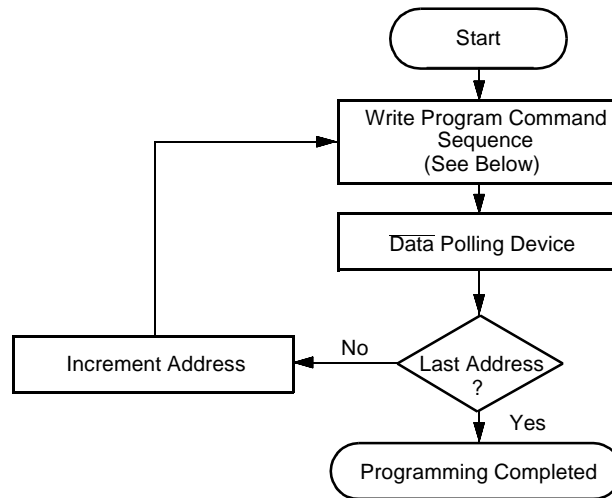 Start
Write Program Command
Sequence
(See Below)
Data Polling Device
No
Increment Address
Last Address
?
Yes
Programming Completed